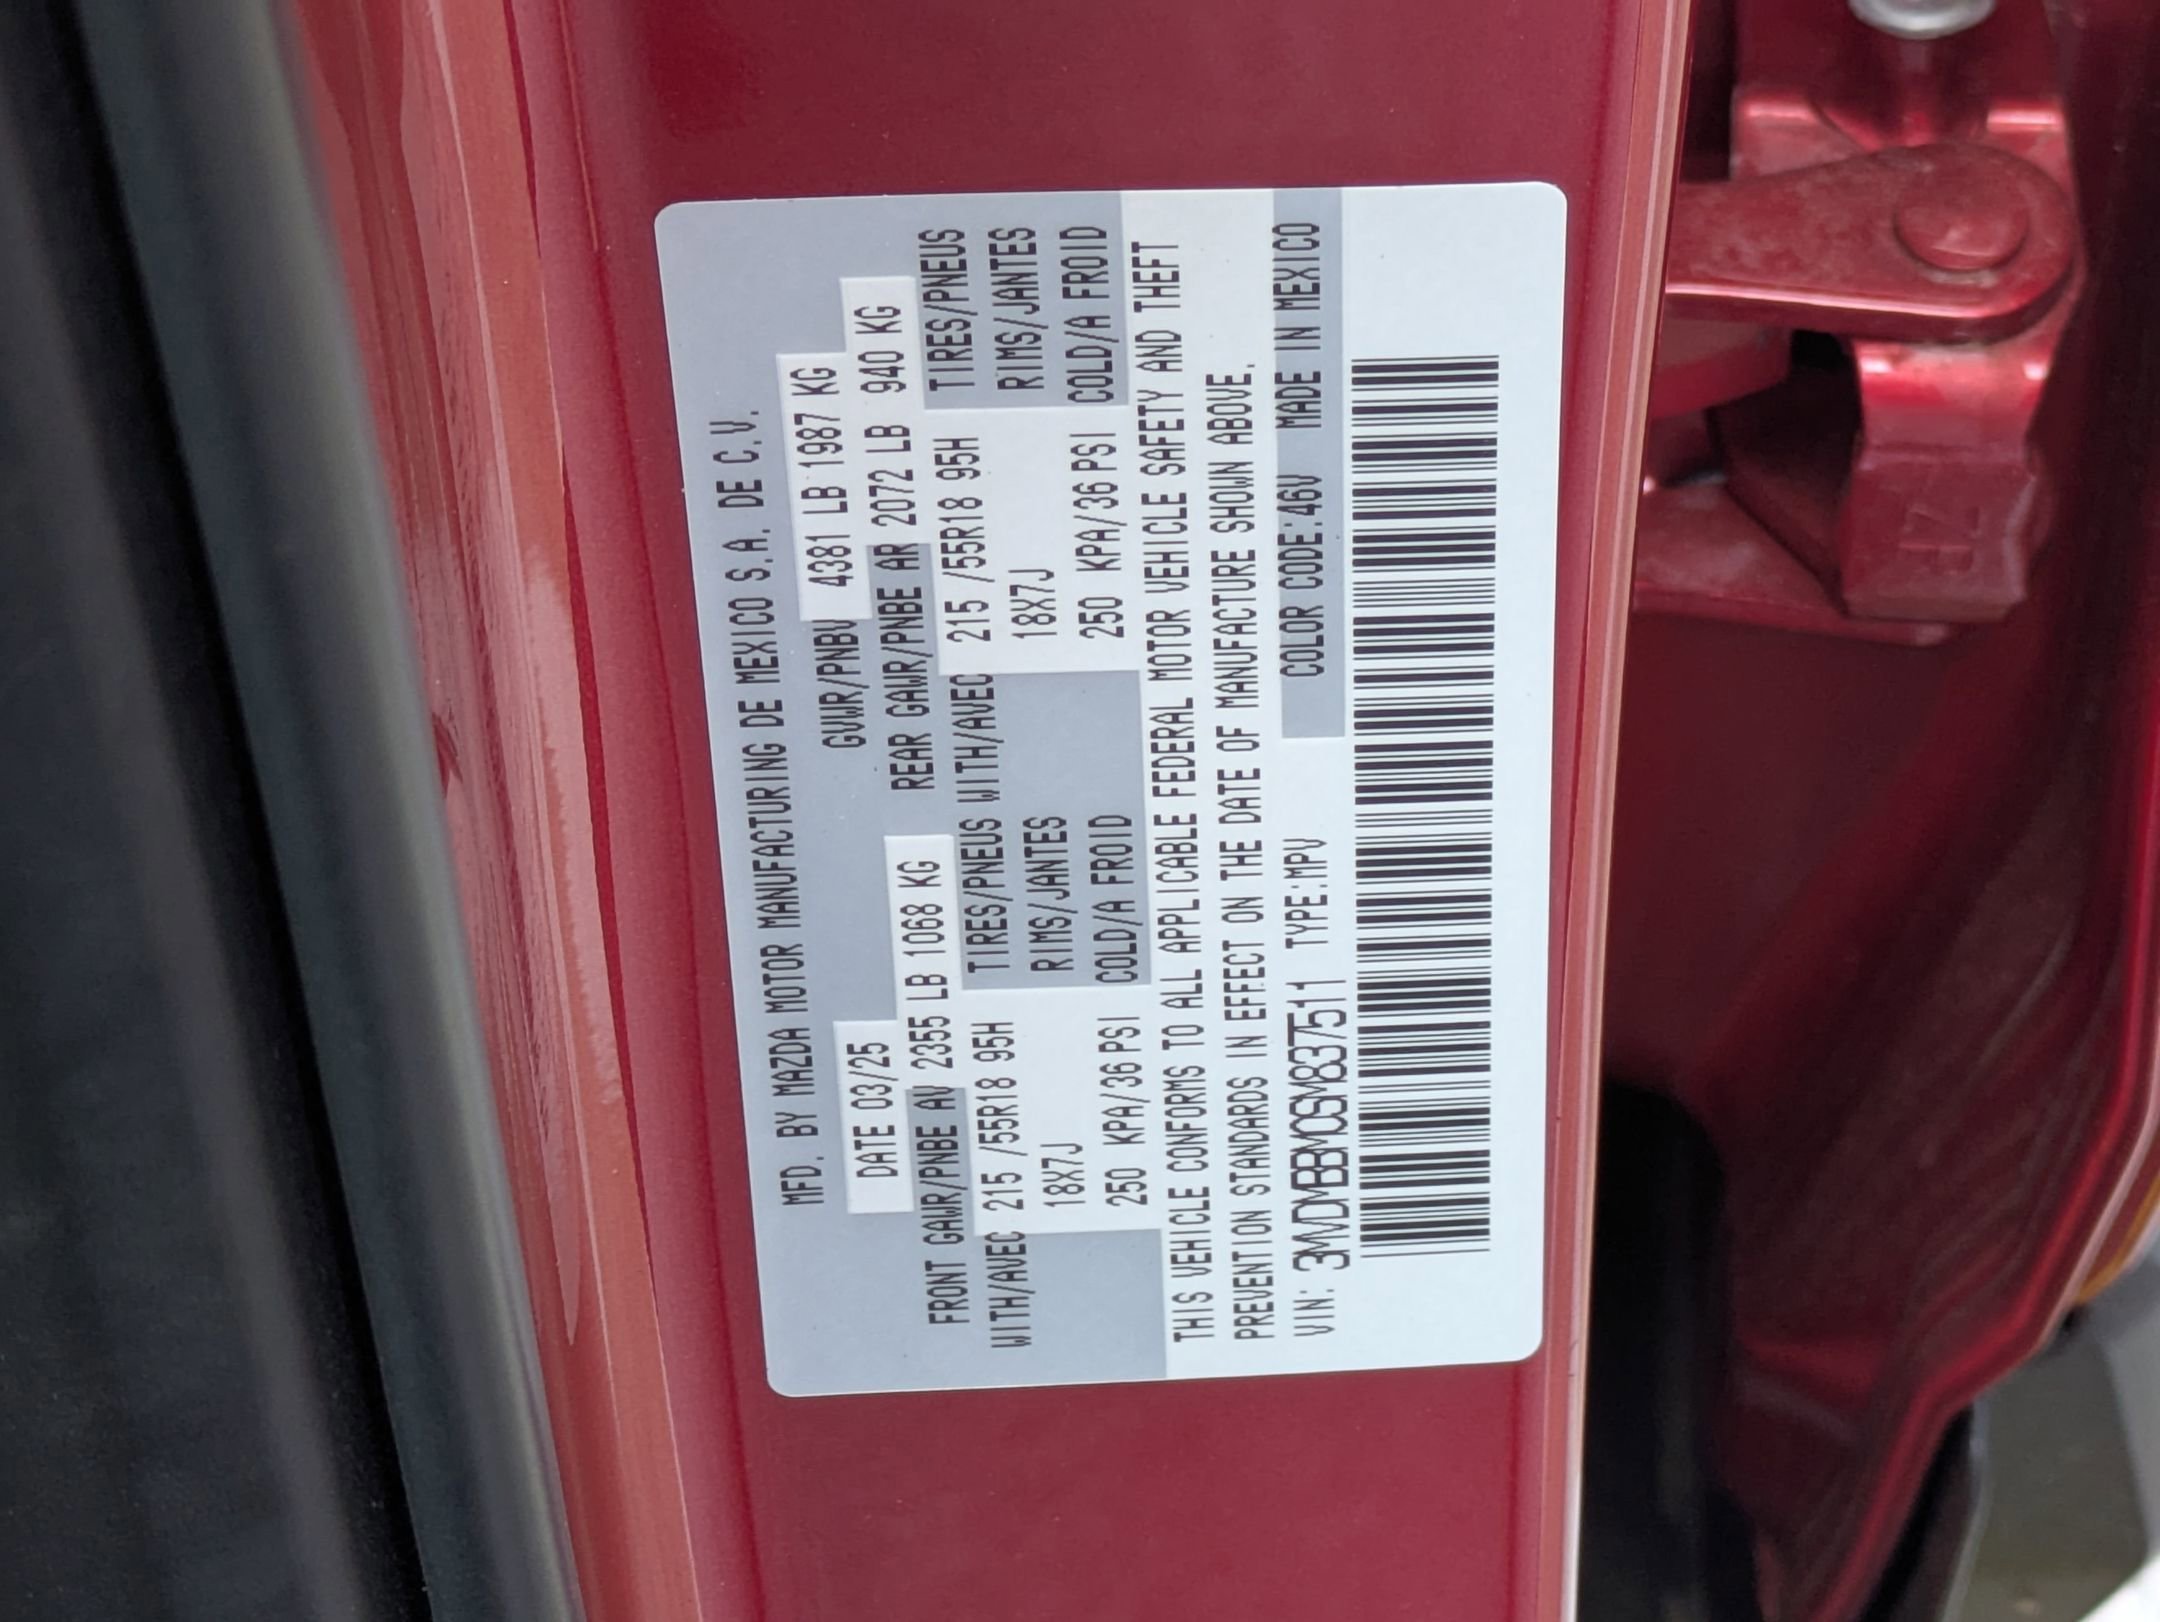 MFD. BY MAZDA MOTOR MANUFACTURING DE MEXICO S.A. DE C.V.
DATE 03/25 GVWR/PNBV 4381 LB 1987 KG
FRONT GAWR/PNBE AV 2355 LB 1068 KG REAR GAWR/PNBE AR 2072 LB 940 KG
WITH/AVEC 215 /55R18 95H TIRES/PNEUS WITH/AVEC 215 /55R18 95H TIRES/PNEUS
18X7J RIMS/JANTES 18X7J RIMS/JANTES
250 KPA/36 PSI COLD/A FROID 250 KPA/36 PSI COLD/A FROID
THIS VEHICLE CONFORMS TO ALL APPLICABLE FEDERAL MOTOR VEHICLE SAFETY AND THEFT
PREVENTION STANDARDS IN EFFECT ON THE DATE OF MANUFACTURE SHOWN ABOVE.
VIN: 3MVDMBBM0SM837511 TYPE:MPV COLOR CODE:46V MADE IN MEXICO